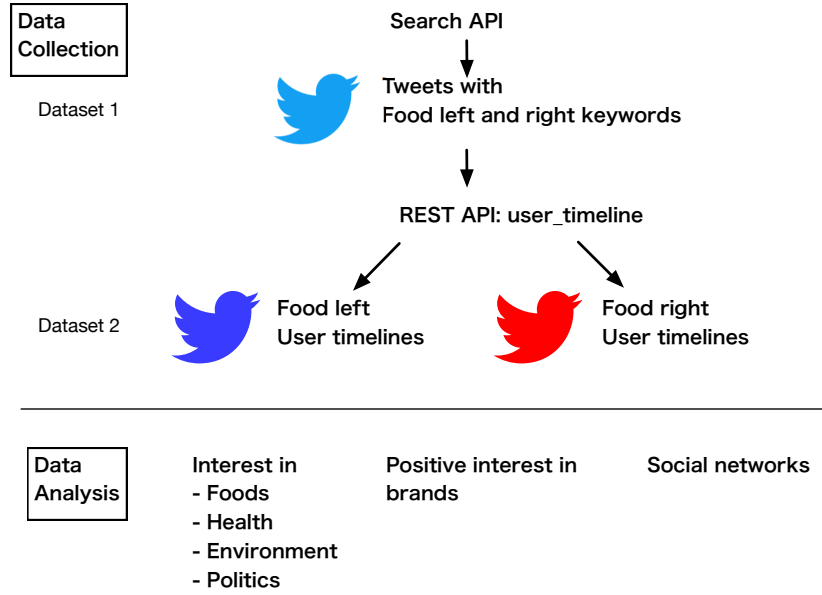 Data
Collection
Search API
Dataset 1
Tweets with
Food left and right keywords
REST API: user_timeline
Dataset 2
Food left
User timelines
Food right
User timelines
Data
Analysis
Interest in
- Foods
- Health
- Environment
- Politics
Positive interest in
brands
Social networks